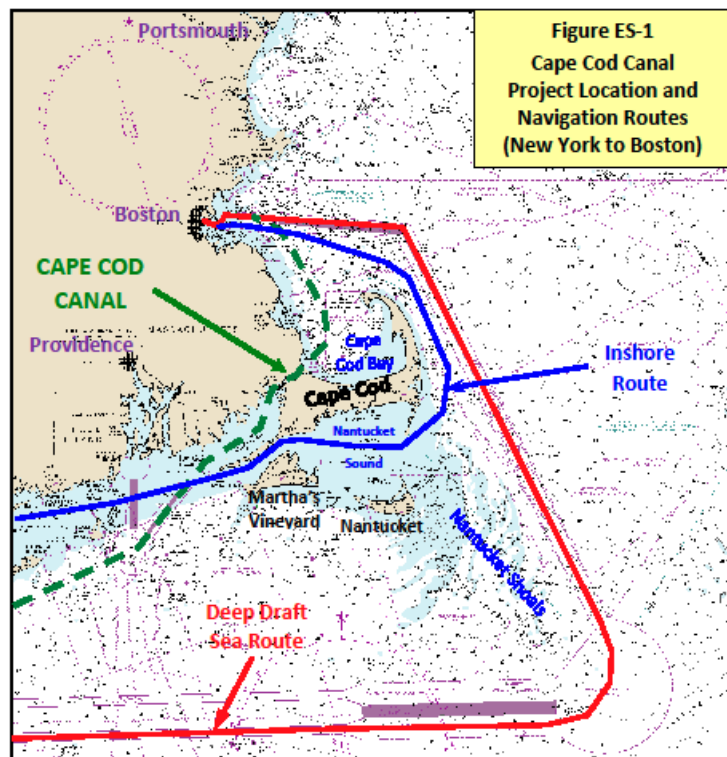 Figure ES-1
Cape Cod Canal
Project Location and
Navigation Routes
(New York to Boston)
Portsmouth
Boston
CAPE COD
CANAL
Providence
Cape
Cod Bay
Cape Cod
Inshore
Route
Nantucket
Sound
Martha's
Vineyard
Nantucket
Nantucket Shoals
Deep Draft
Sea Route